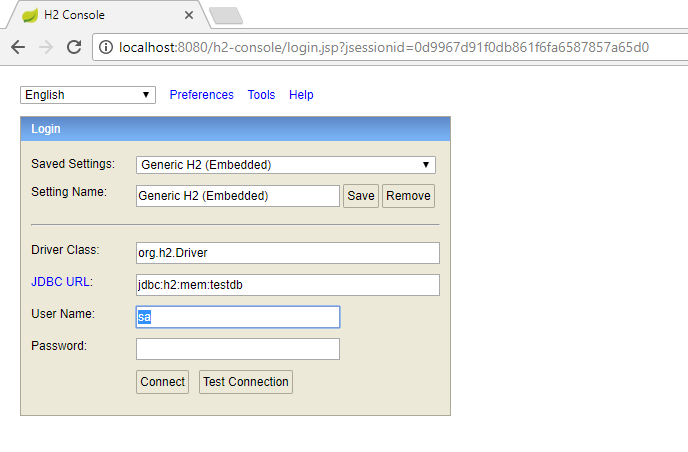 H2 Console
localhost:8080/h2-console/login.jsp?jsessionid=0d9967d91f0db861f6fa6587857a65d0
English Preferences Tools Help
Login
Saved Settings: Generic H2 (Embedded)
Setting Name: Generic H2 (Embedded) Save Remove
Driver Class: org.h2.Driver
JDBC URL: jdbc:h2:mem:testdb
User Name: sa
Password:
Connect Test Connection